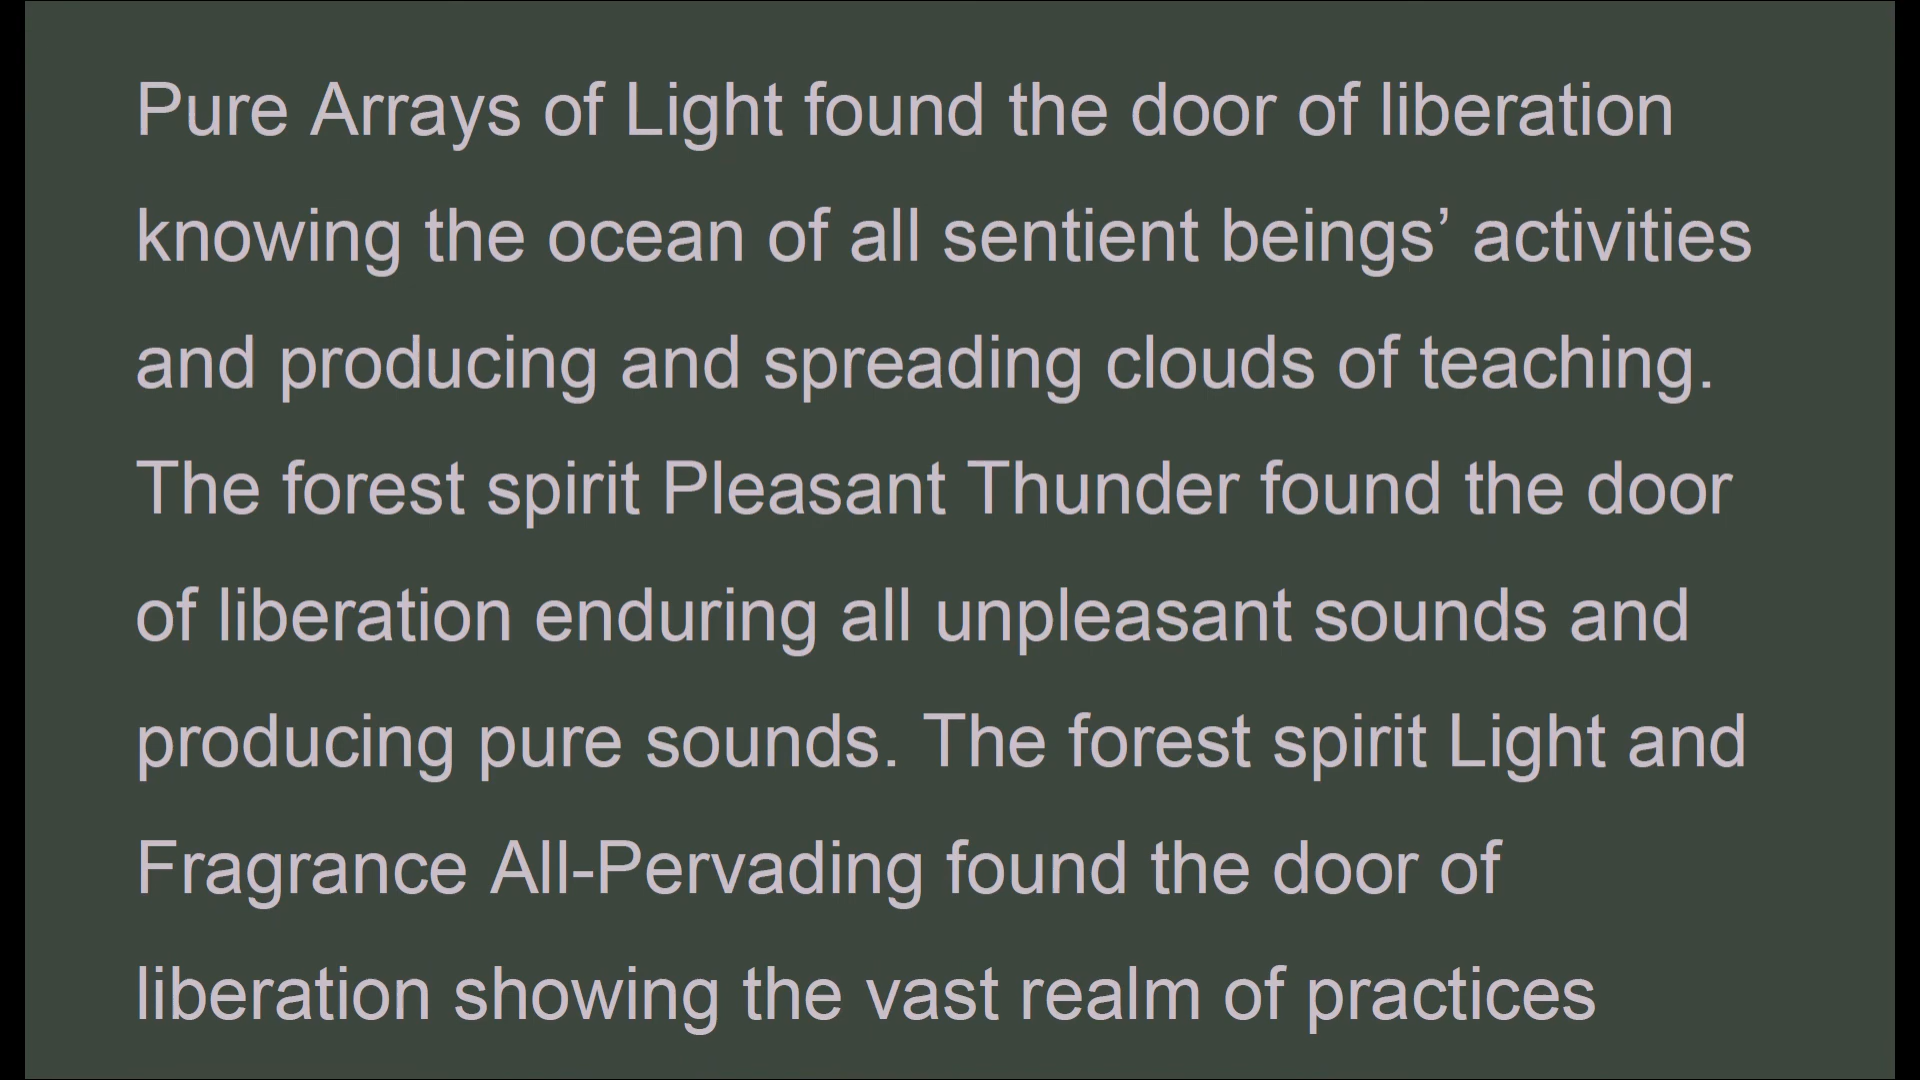 Pure Arrays of Light found the door of liberation
knowing the ocean of all sentient beings’ activities
and producing and spreading clouds of teaching.
The forest spirit Pleasant Thunder found the door
of liberation enduring all unpleasant sounds and
producing pure sounds. The forest spirit Light and
Fragrance All-Pervading found the door of
liberation showing the vast realm of practices